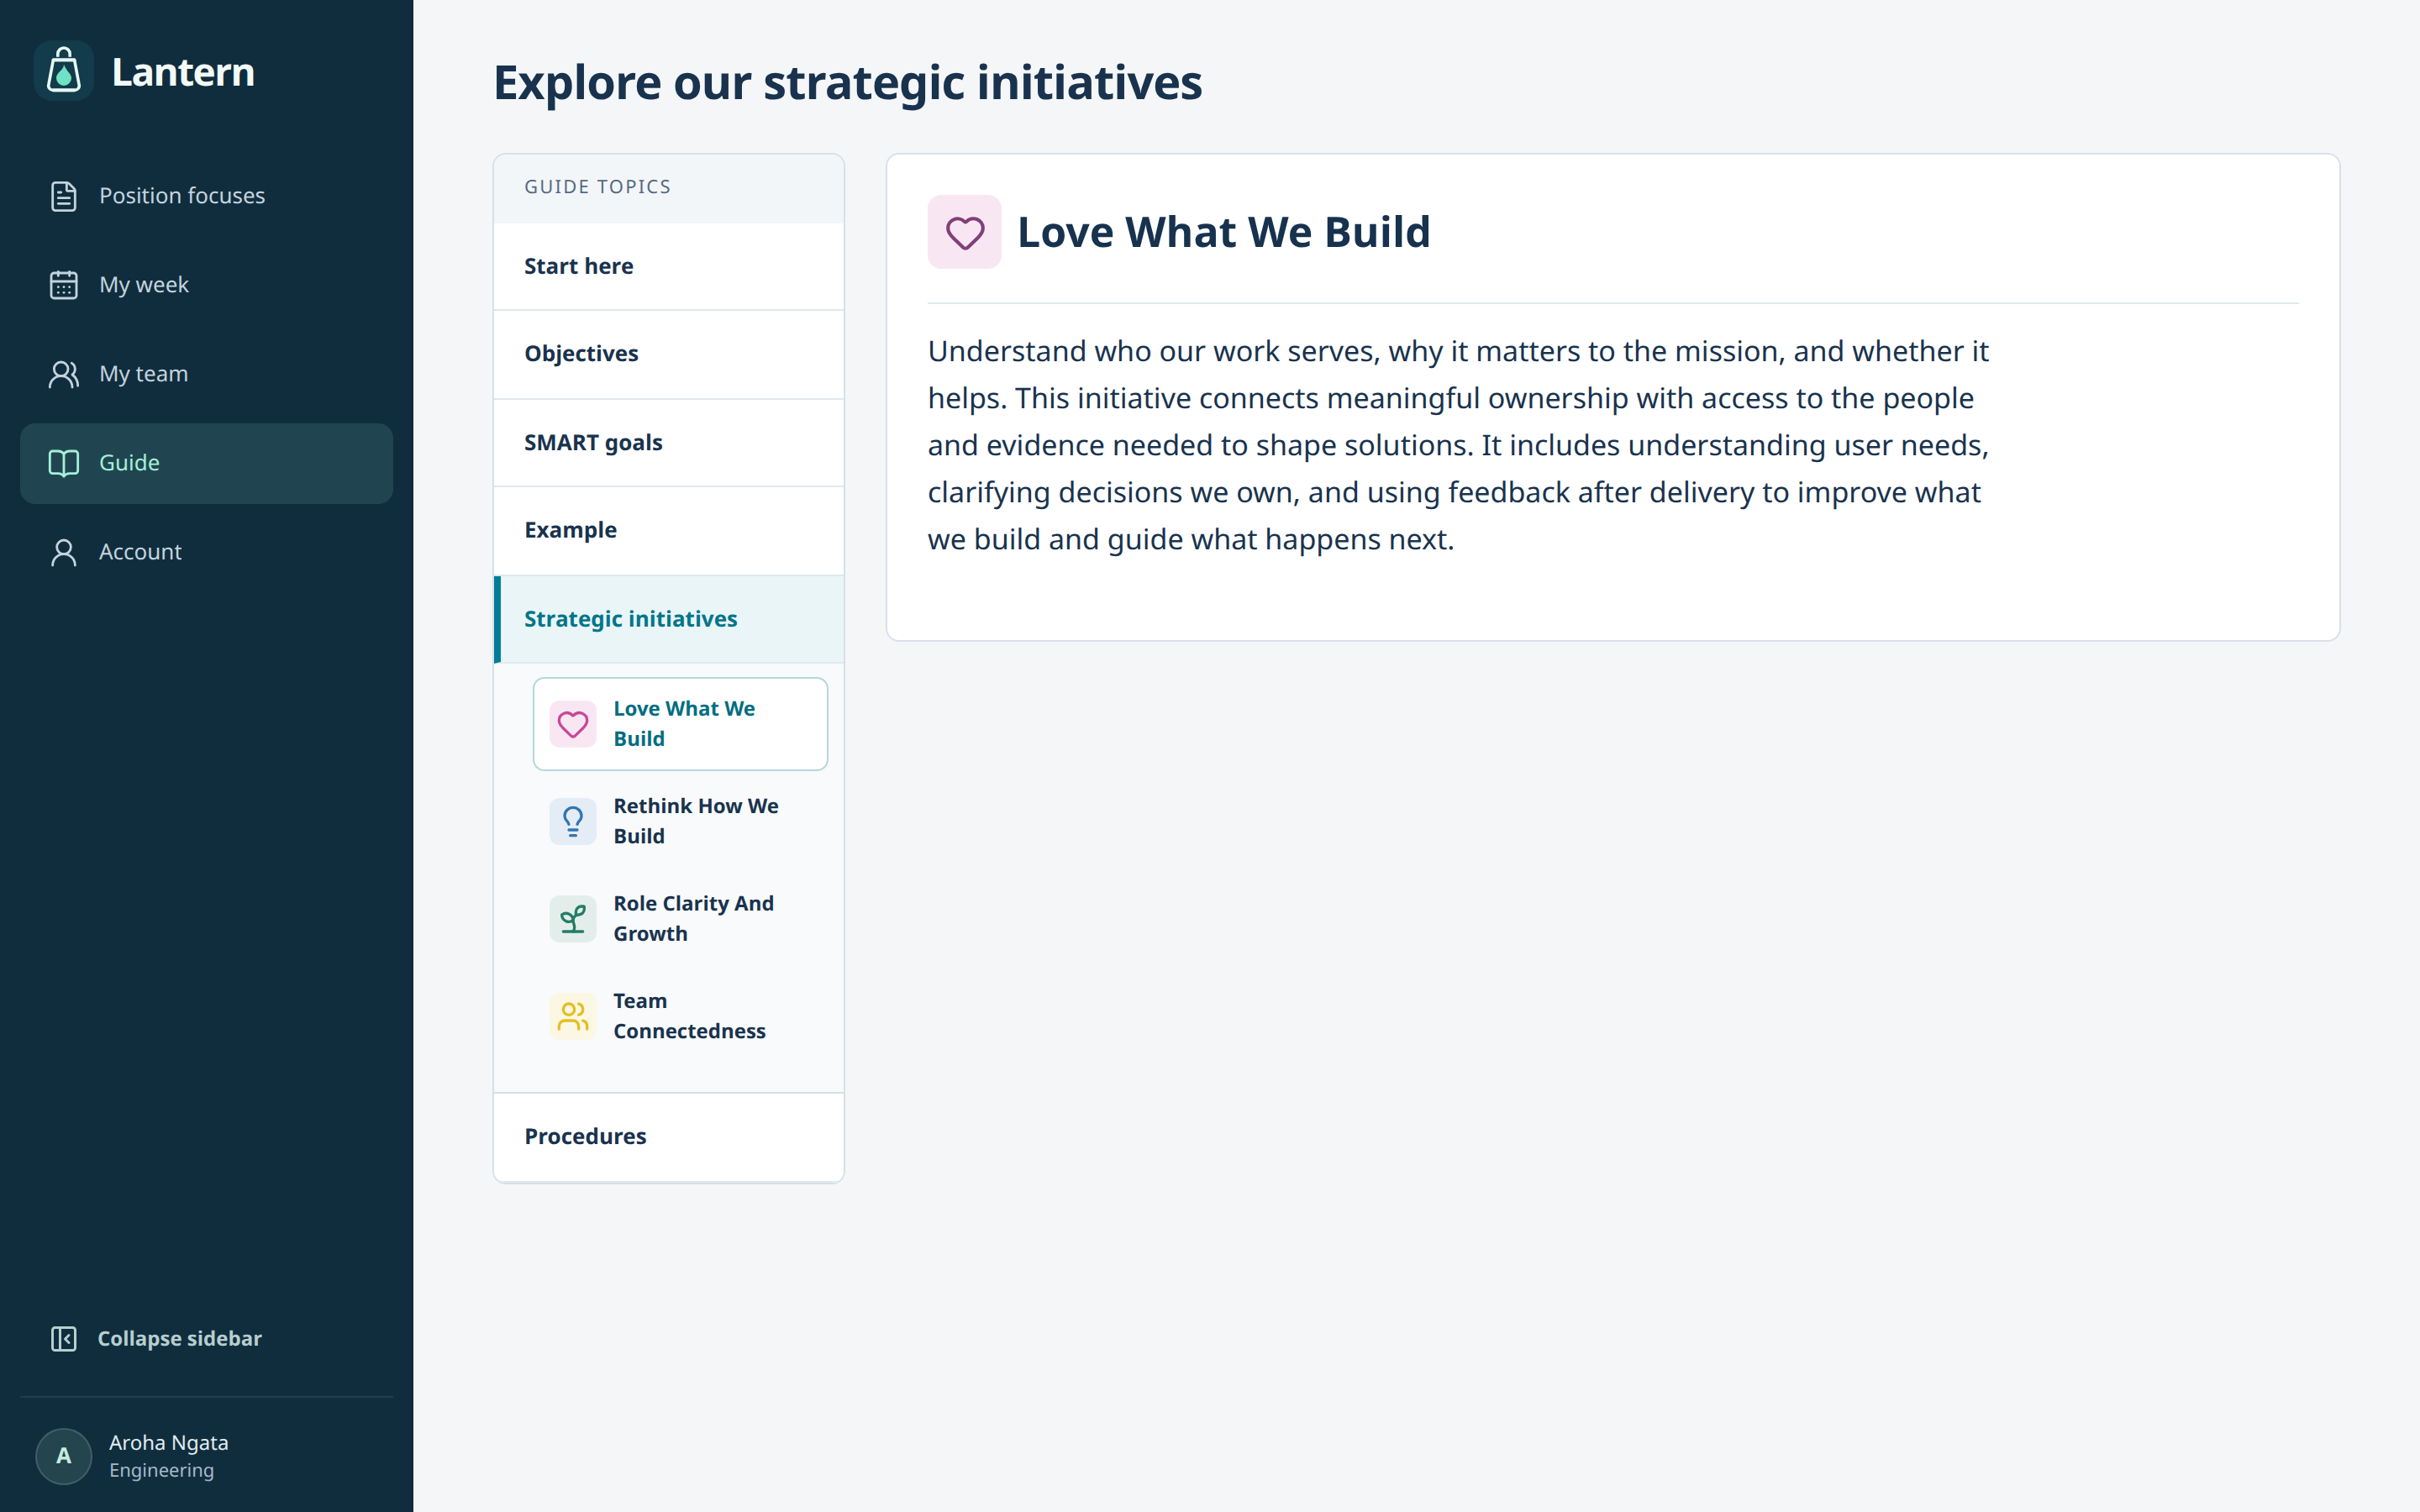 Lantern
Position focuses
My week
My team
Guide
Account
Collapse sidebar
A
Aroha Ngata
Engineering
Explore our strategic initiatives
GUIDE TOPICS
Start here
Objectives
SMART goals
Example
Strategic initiatives
Love What We
Build
Rethink How We
Build
Role Clarity And
Growth
Team
Connectedness
Procedures
Love What We Build
Understand who our work serves, why it matters to the mission, and whether it
helps. This initiative connects meaningful ownership with access to the people
and evidence needed to shape solutions. It includes understanding user needs,
clarifying decisions we own, and using feedback after delivery to improve what
we build and guide what happens next.